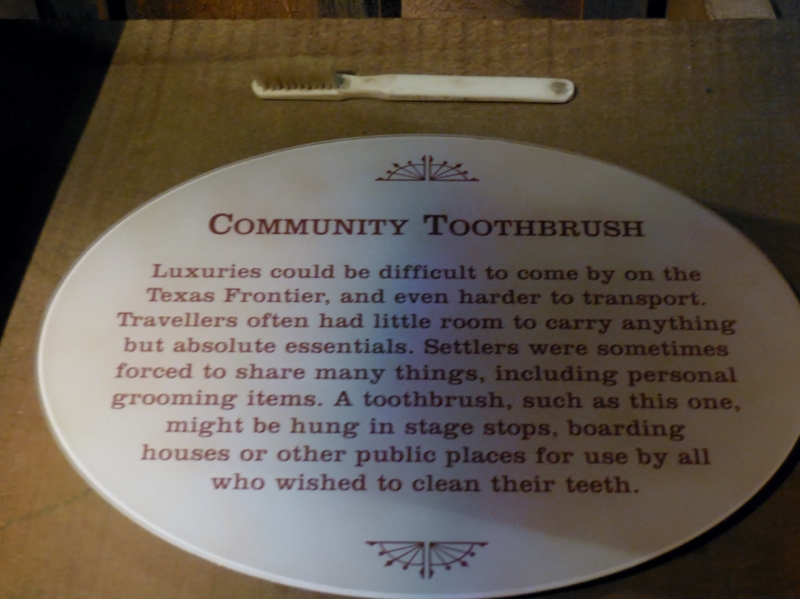 Community Toothbrush
Luxuries could be difficult to come by on the
Texas Frontier, and even harder to transport.
Travellers often had little room to carry anything
but absolute essentials. Settlers were sometimes
forced to share many things, including personal
grooming items. A toothbrush, such as this one,
might be hung in stage stops, boarding
houses or other public places for use by all
who wished to clean their teeth.